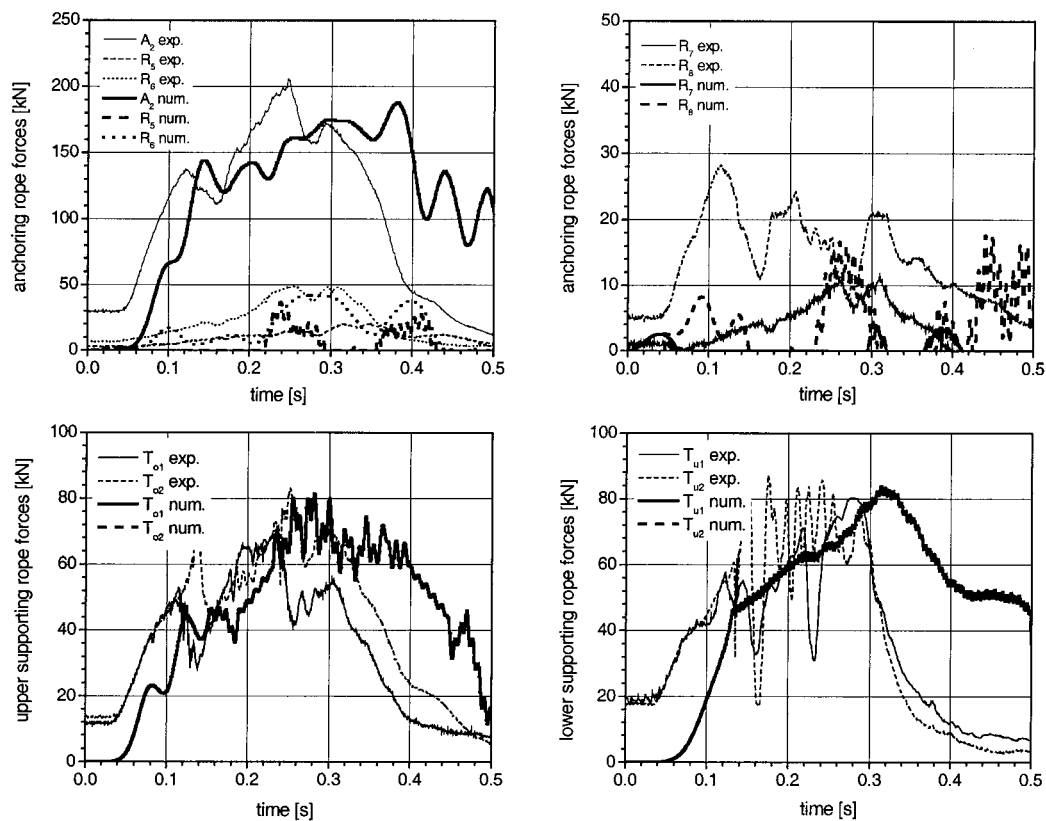 anchoring rope forces [kN]
250
200
150
100
50
0
A2 exp.
R5 exp.
R6 exp.
A2 num.
R5 num.
R6 num.
0.0 0.1 0.2 0.3 0.4 0.5
time [s]
anchoring rope forces [kN]
50
40
30
20
10
0
R7 exp.
R8 exp.
R7 num.
R8 num.
0.0 0.1 0.2 0.3 0.4 0.5
time [s]
upper supporting rope forces [kN]
100
80
60
40
20
0
To1 exp.
To2 exp.
To1 num.
To2 num.
0.0 0.1 0.2 0.3 0.4 0.5
time [s]
lower supporting rope forces [kN]
100
80
60
40
20
0
Tu1 exp.
Tu2 exp.
Tu1 num.
Tu2 num.
0.0 0.1 0.2 0.3 0.4 0.5
time [s]